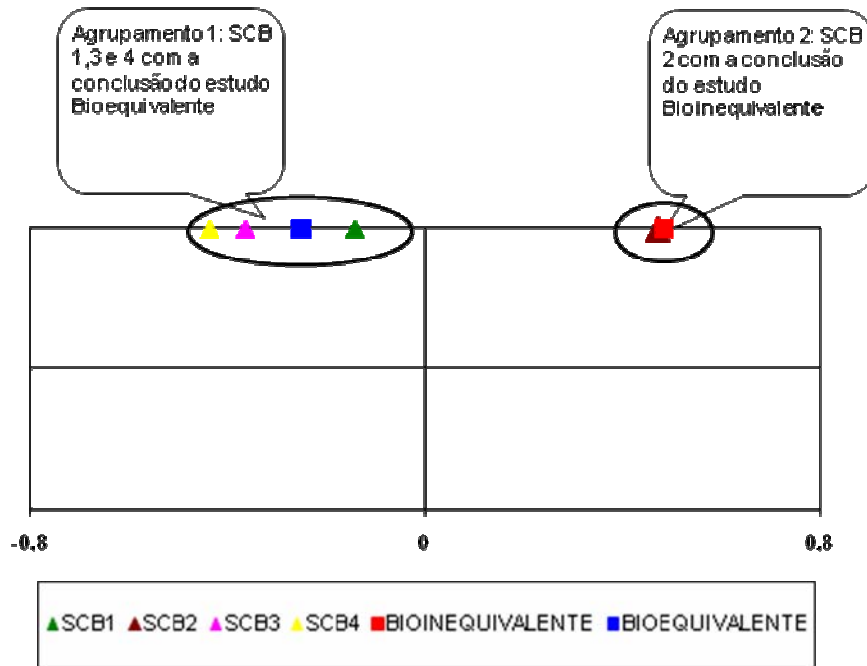 Agrupamento 1: SCB
1,3 e 4 com a
conclusão do estudo
Bioequivalente
Agrupamento 2: SCB
2 com a conclusão
do estudo
BioInequivalente
-0,8
0
0,8
SCB1 SCB2 SCB3 SCB4 BIOINEQUIVALENTE BIOEQUIVALENTE